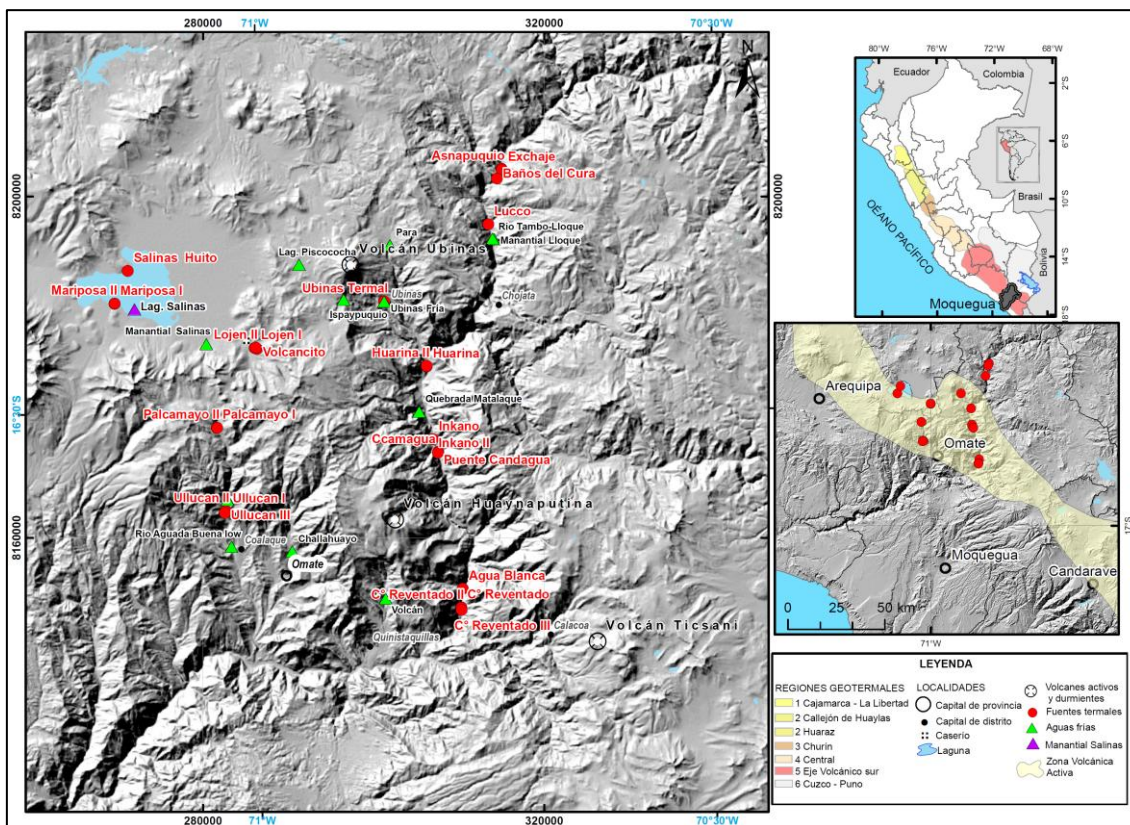 280000
71°W
320000
70°30'W
N
Asnapuquio Exchaje
Baños del Cura
8200000
8200000
Lucco
Rio Tambo-Lloque
Manantial Lloque
Para
Lag. Piscococha
Volcán Ubinas
Salinas Huito
Ubinas Termal
Ubinas
Chojata
Mariposa II Mariposa I
Lag. Salinas
Ispaypuquio
Ubinas Fría
Manantial Salinas
Lojen II Lojen I
Volcancito
Huarina II Huarina
Quebrada Matalaque
16°20'S
Palcamayo II Palcamayo I
Inkano
Ccamagua
Inkano II
Puente Candagua
Ullucan II Ullucan I
Ullucan III
Volcán Huaynaputina
Rio Aguada Buena low
Coalaque
Challahuayo
8160000
Omate
Agua Blanca
C° Reventado II C° Reventado
Volcán
C° Reventado III
Calacoa
Volcán Ticsani
Quinistaquillas
280000
71°W
320000
70°30'W
80°W
76°W
72°W
68°W
Ecuador
Colombia
2°S
6°S
Brasil
10°S
OÉANO PACÍFICO
Bolivia
14°S
Moquegua
18°S
Arequipa
Omate
17°S
Moquegua
Candarave
0 25 50 km
71°W
LEYENDA
REGIONES GEOTERMALES
1 Cajamarca - La Libertad
2 Callejón de Huaylas
2 Huaraz
3 Churin
4 Central
5 Eje Volcánico sur
6 Cuzco - Puno
LOCALIDADES
Capital de provincia
Capital de distrito
Caserio
Laguna
Volcanes activos
y durmientes
Fuentes termales
Aguas frías
Manantial Salinas
Zona Volcánica
Activa